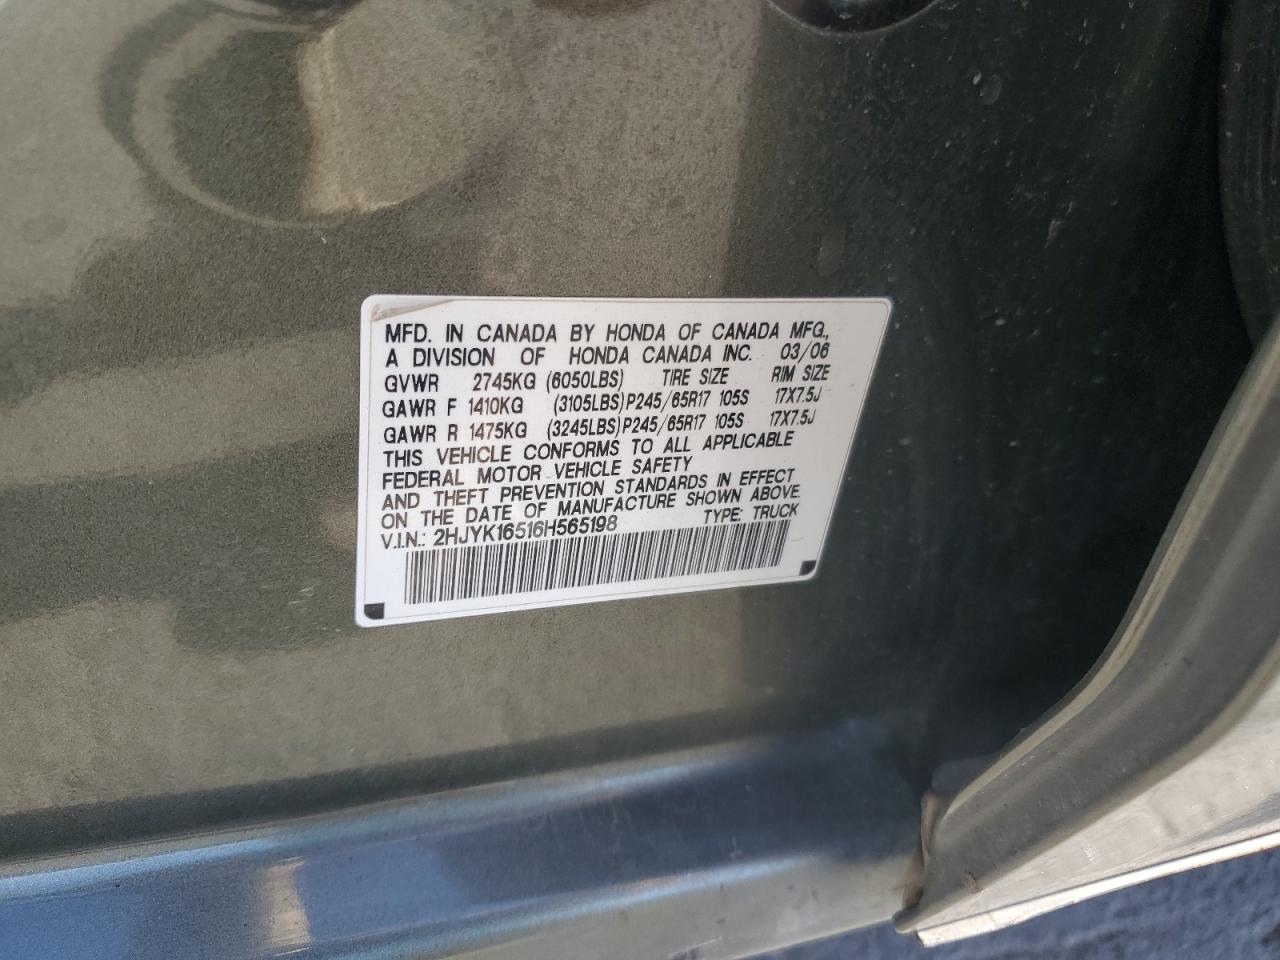 MFD. IN CANADA BY HONDA OF CANADA MFG.,
A DIVISION OF HONDA CANADA INC. 03/06
GVWR 2745KG (6050LBS) TIRE SIZE RIM SIZE
GAWR F 1410KG (3105LBS) P245/65R17 105S 17X7.5J
GAWR R 1475KG (3245LBS) P245/65R17 105S 17X7.5J
THIS VEHICLE CONFORMS TO ALL APPLICABLE
FEDERAL MOTOR VEHICLE SAFETY
AND THEFT PREVENTION STANDARDS IN EFFECT
ON THE DATE OF MANUFACTURE SHOWN ABOVE.
V.I.N.: 2HJYK16516H565198 TYPE: TRUCK